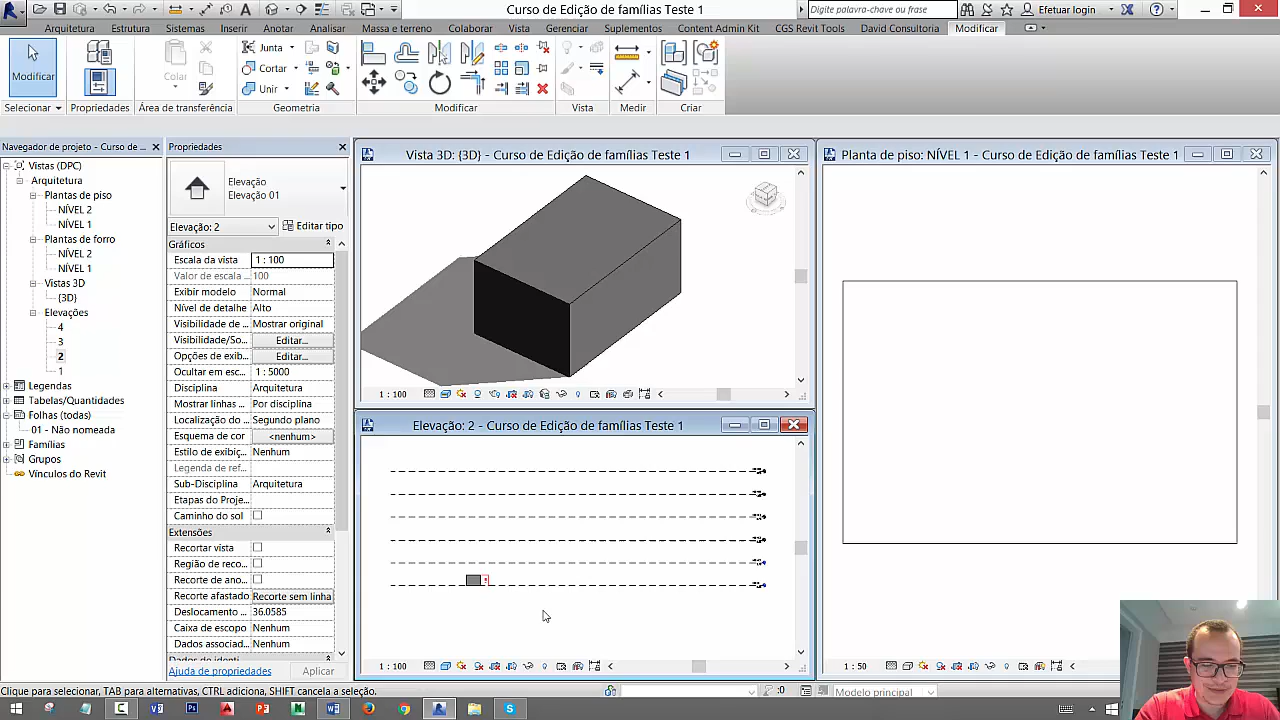 Curso de Edição de famílias Teste 1
Digite palavra-chave ou frase
Efetuar login
Arquitetura Estrutura Sistemas Inserir Anotar Analisar Massa e terreno Colaborar Vista Gerenciar Suplementos Content Admin Kit CGS Revit Tools David Consultoria Modificar
Modificar
Propriedades
Colar
Junta
Cortar
Unir
Selecionar Propriedades Área de transferência Geometria Modificar Vista Medir Criar
Navegador de projeto - Curso de ...
Vistas (DPC)
Arquitetura
Plantas de piso
NÍVEL 2
NÍVEL 1
Plantas de forro
NÍVEL 2
NÍVEL 1
Vistas 3D
{3D}
Elevações
4
3
2
1
Legendas
Tabelas/Quantidades
Folhas (todas)
01 - Não nomeada
Famílias
Grupos
Vínculos do Revit
Propriedades
Elevação
Elevação 01
Elevação: 2
Editar tipo
Gráficos
Escala da vista 1 : 100
Valor de escala ... 100
Exibir modelo Normal
Nível de detalhe Alto
Visibilidade de ... Mostrar original
Visibilidade/So... Editar...
Opções de exib... Editar...
Ocultar em esc... 1 : 5000
Disciplina Arquitetura
Mostrar linhas ... Por disciplina
Localização do ... Segundo plano
Esquema de cor <nenhum>
Estilo de exibiç... Nenhum
Legenda de ref...
Sub-Disciplina Arquitetura
Etapas do Proje...
Caminho do sol
Extensões
Recortar vista
Região de reco...
Recorte de ano...
Recorte afastado Recorte sem linha
Deslocamento ... 36.0585
Caixa de escopo Nenhum
Dados associad... Nenhum
Ajuda de propriedades
Aplicar
Vista 3D: {3D} - Curso de Edição de famílias Teste 1
1 : 100
Elevação: 2 - Curso de Edição de famílias Teste 1
1 : 100
Planta de piso: NÍVEL 1 - Curso de Edição de famílias Teste 1
1 : 50
Clique para selecionar, TAB para alternativas, CTRL adiciona, SHIFT cancela a seleção.
:0
Modelo principal